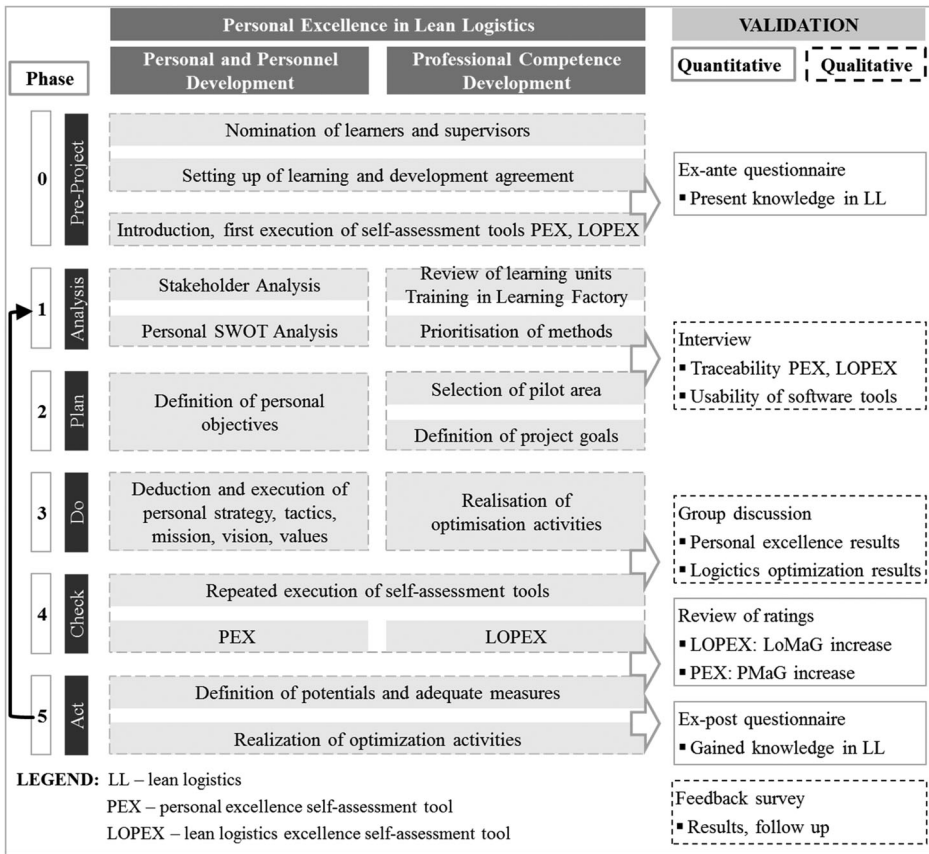 Personal Excellence in Lean Logistics
VALIDATION
Phase
Personal and Personnel
Development
Professional Competence
Development
Quantitative
Qualitative
0
Pre-Project
Nomination of learners and supervisors
Setting up of learning and development agreement
Introduction, first execution of self-assessment tools PEX, LOPEX
Ex-ante questionnaire
▪ Present knowledge in LL
1
Analysis
Stakeholder Analysis
Personal SWOT Analysis
Review of learning units
Training in Learning Factory
Prioritisation of methods
Interview
▪ Traceability PEX, LOPEX
▪ Usability of software tools
2
Plan
Definition of personal
objectives
Selection of pilot area
Definition of project goals
3
Do
Deduction and execution of
personal strategy, tactics,
mission, vision, values
Realisation of
optimisation activities
Group discussion
▪ Personal excellence results
▪ Logictics optimization results
4
Check
Repeated execution of self-assessment tools
PEX
LOPEX
Review of ratings
▪ LOPEX: LoMaG increase
▪ PEX: PMaG increase
5
Act
Definition of potentials and adequate measures
Realization of optimization activities
Ex-post questionnaire
▪ Gained knowledge in LL
Feedback survey
▪ Results, follow up
LEGEND: LL – lean logistics
PEX – personal excellence self-assessment tool
LOPEX – lean logistics excellence self-assessment tool